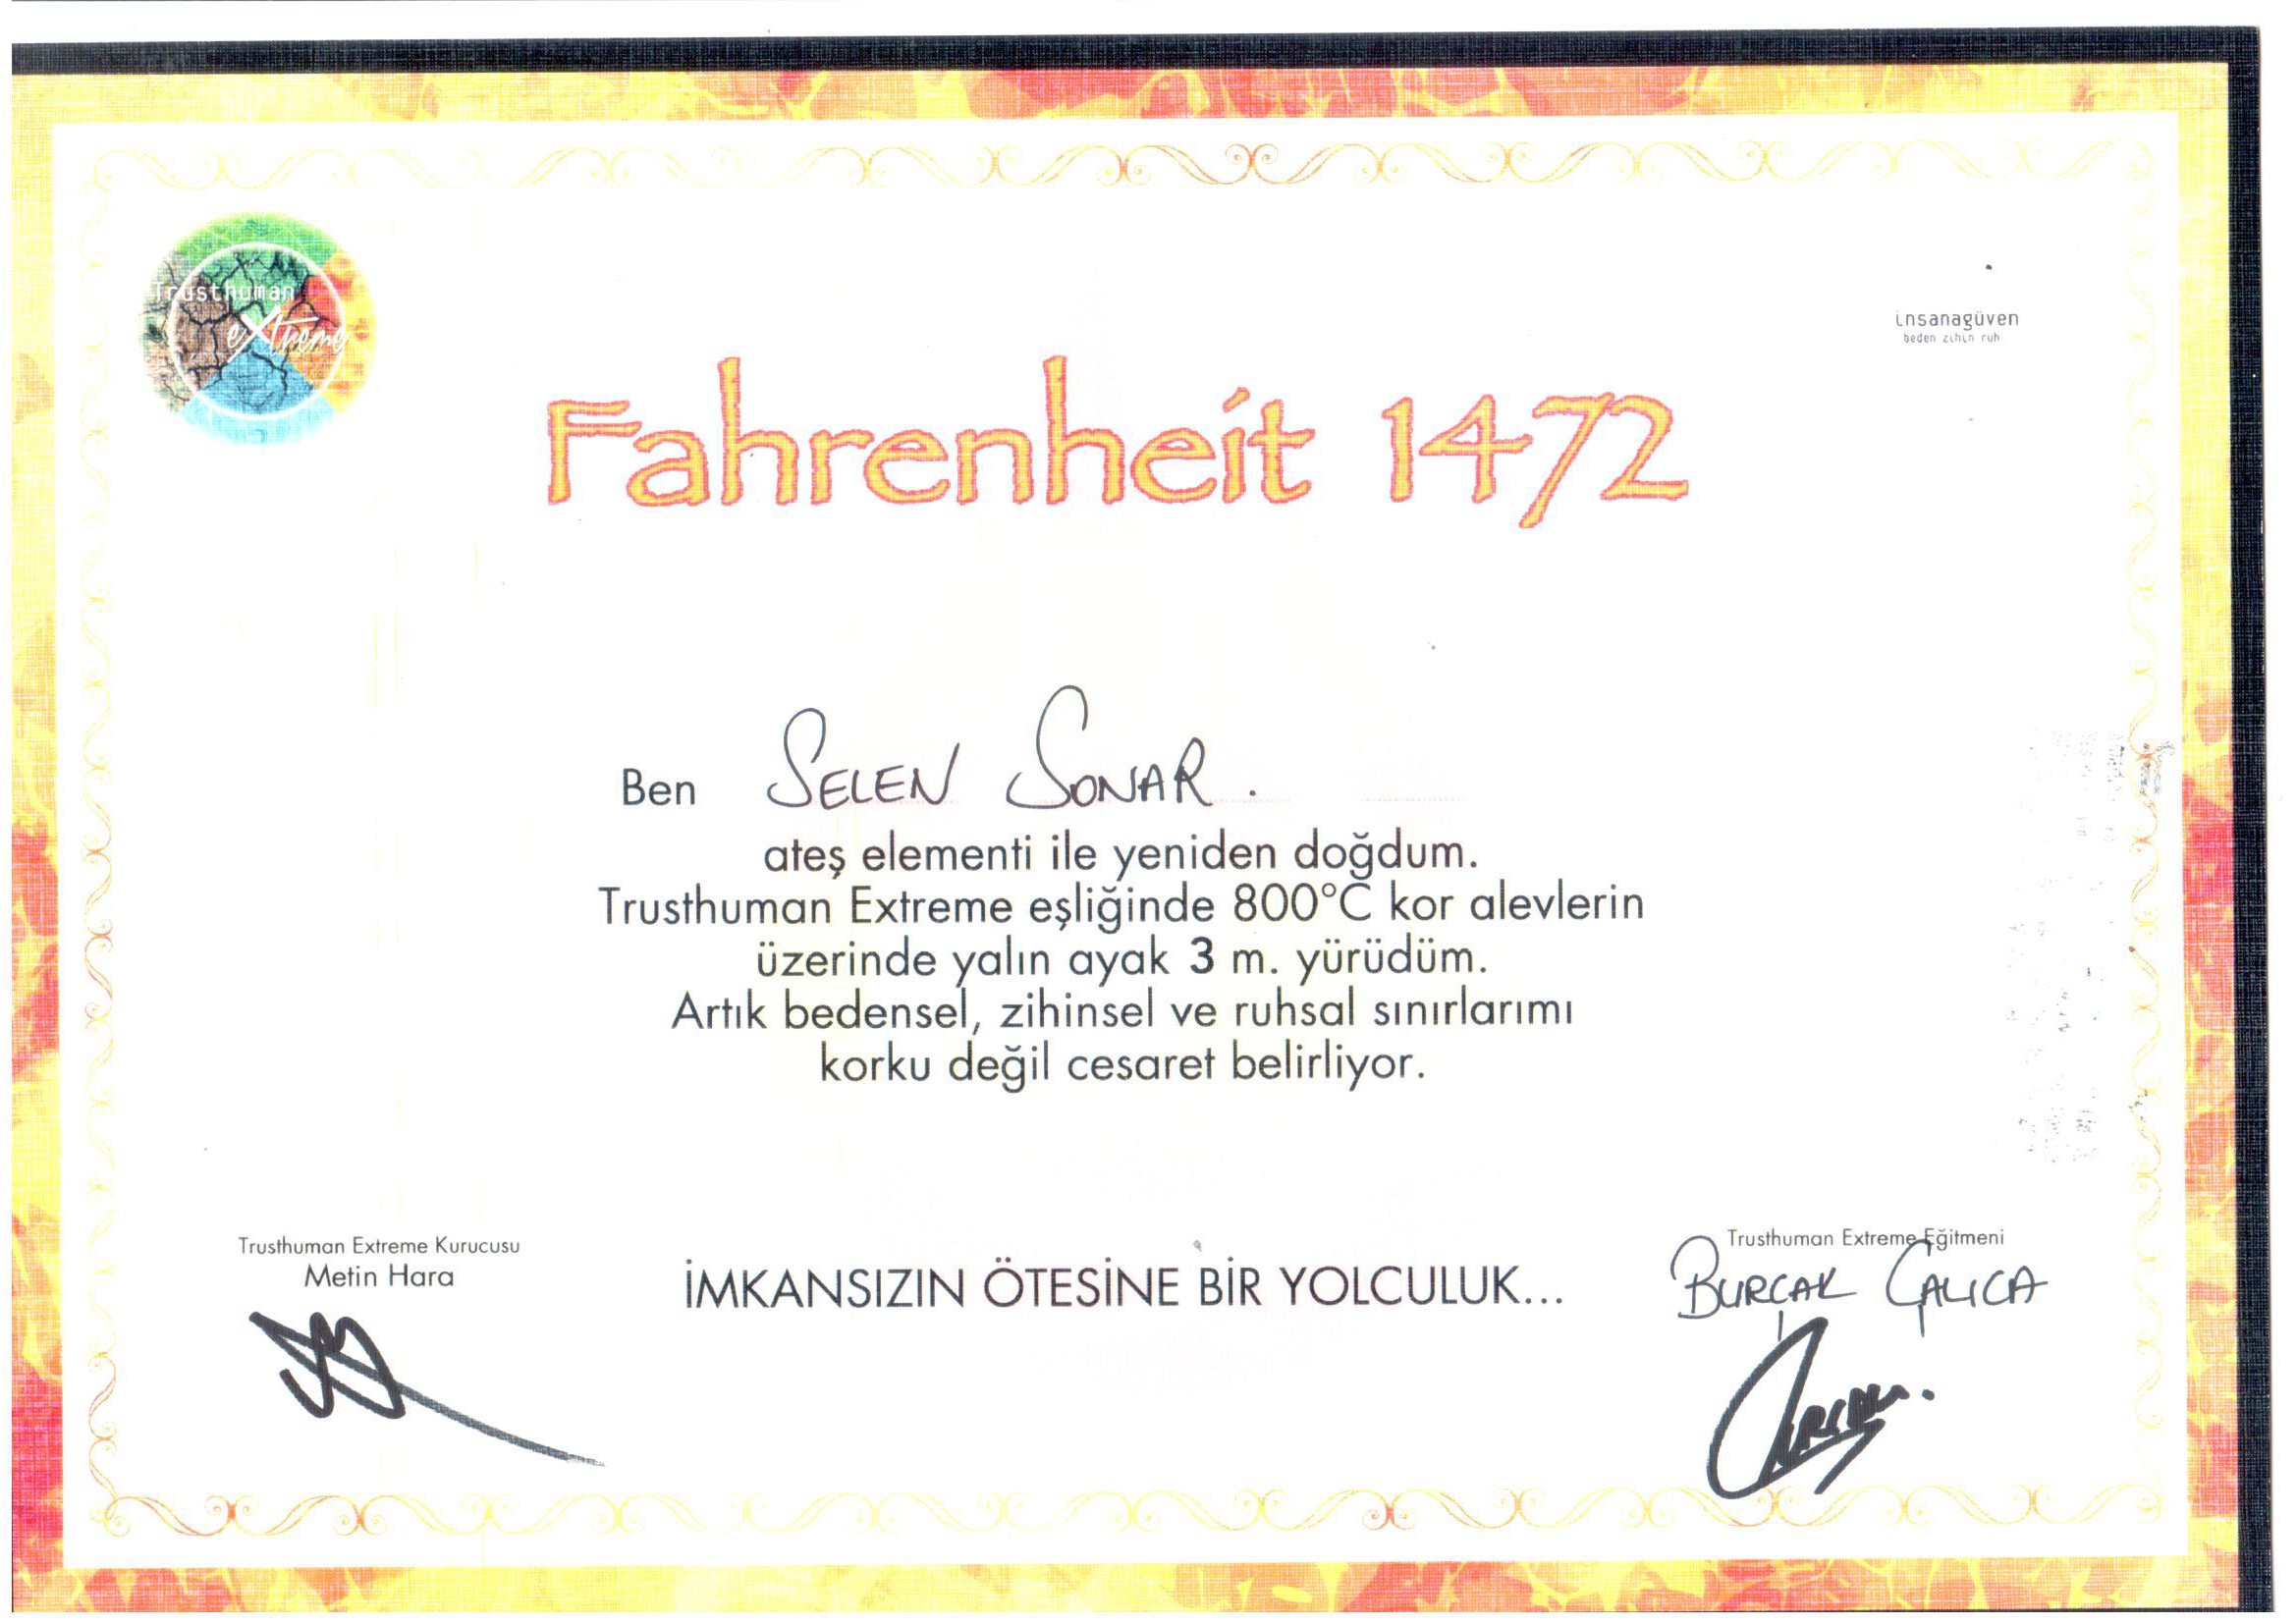 Trusthuman
eXtreme
insanagüven
beden zihin ruh
Fahrenheit 1472
Ben SELEN SONAR.
ateş elementi ile yeniden doğdum.
Trusthuman Extreme eşliğinde 800°C kor alevlerin
üzerinde yalın ayak 3 m. yürüdüm.
Artık bedensel, zihinsel ve ruhsal sınırlarımı
korku değil cesaret belirliyor.
Trusthuman Extreme Kurucusu
Metin Hara
İMKANSIZIN ÖTESİNE BİR YOLCULUK...
Trusthuman Extreme Eğitmeni
BURÇAK ÇALICA